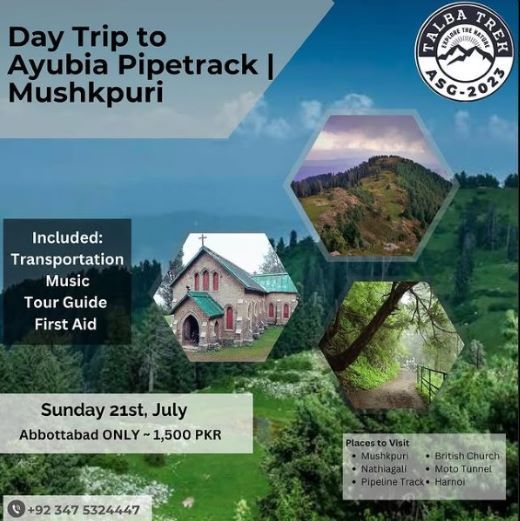 Day Trip to
Ayubia Pipetrack |
Mushkpuri
TALBA TREK
EXPLORE THE NATURE
ASG-2023
Included:
Transportation
Music
Tour Guide
First Aid
Sunday 21st, July
Abbottabad ONLY ~ 1,500 PKR
Places to Visit
• Mushkpuri
• Nathiagali
• Pipeline Track
• British Church
• Moto Tunnel
• Harnoi
+92 347 5324447